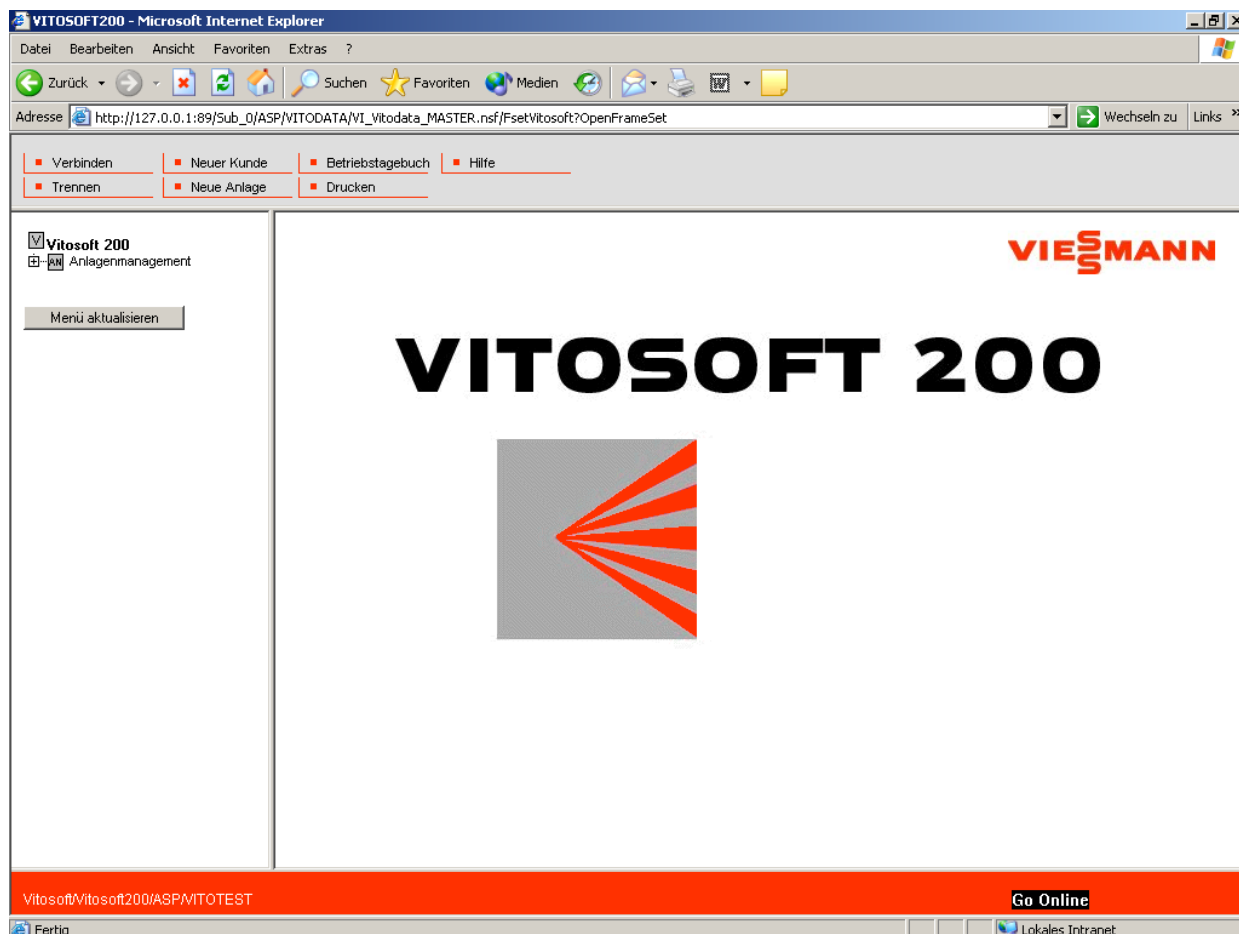 VITOSOFT200 - Microsoft Internet Explorer
Datei Bearbeiten Ansicht Favoriten Extras ?
Zurück Suchen Favoriten Medien
Adresse http://127.0.0.1:89/Sub_0/ASP/VITODATA/VI_Vitodata_MASTER.nsf/FsetVitosoft?OpenFrameSet Wechseln zu Links »
Verbinden Neuer Kunde Betriebstagebuch Hilfe
Trennen Neue Anlage Drucken
V Vitosoft 200
AN Anlagenmanagement
Menü aktualisieren
VIESSMANN
VITOSOFT 200
Vitosoft/Vitosoft200/ASP/VITOTEST Go Online
Fertig Lokales Intranet